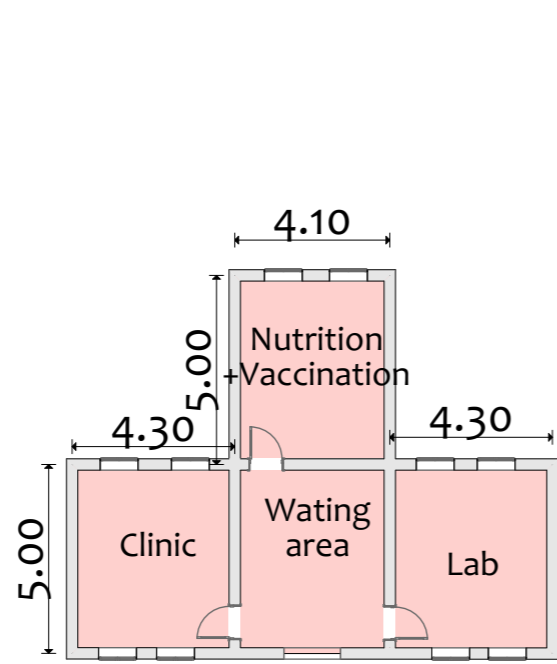 4.10
Nutrition
+Vaccination
5.00
4.30
4.30
Wating
area
Clinic
Lab
5.00